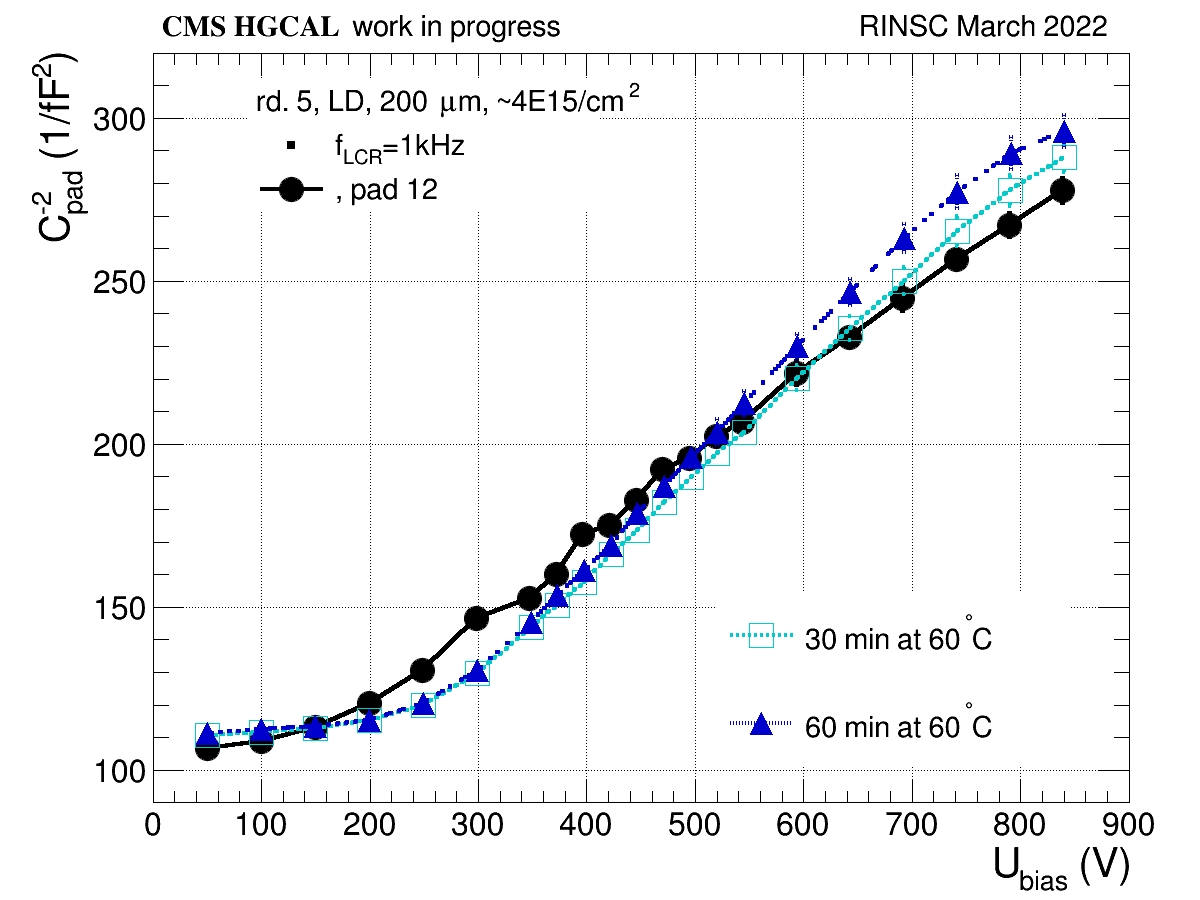 CMS HGCAL work in progress RINSC March 2022
rd. 5, LD, 200 μm, ~4E15/cm²
f_LCR=1kHz
, pad 12
C⁻²_pad (1/fF²)
300
250
200
150
100
30 min at 60 °C
60 min at 60 °C
0 100 200 300 400 500 600 700 800 900
U_bias (V)